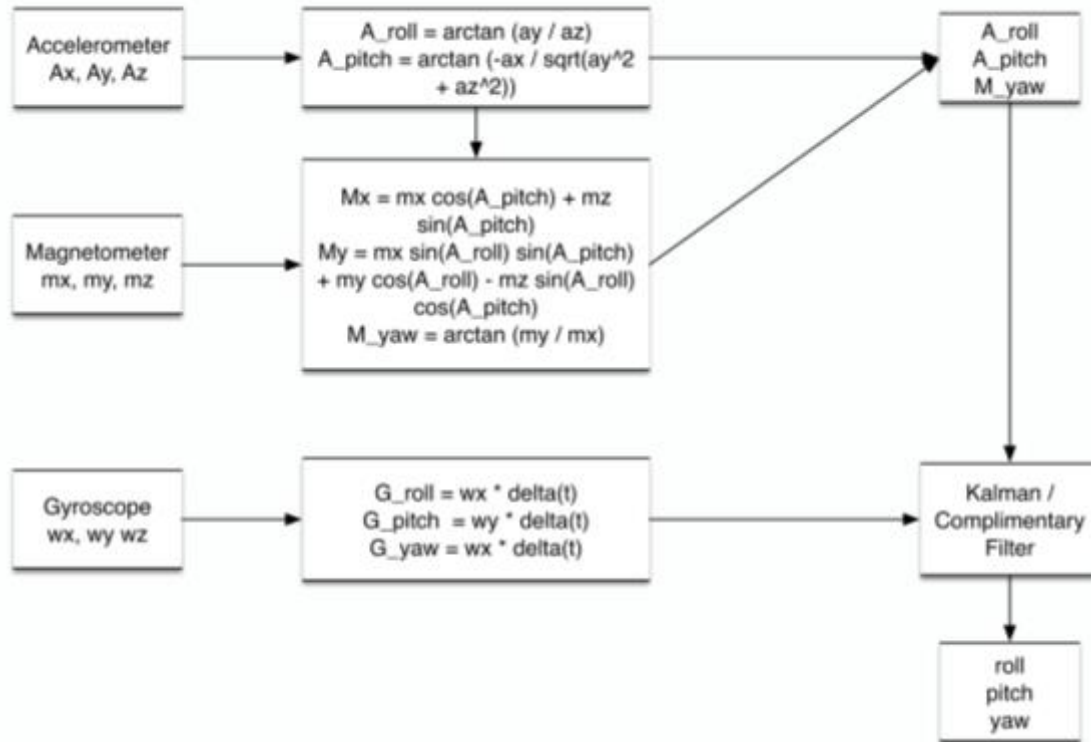 Accelerometer
Ax, Ay, Az
A_roll = arctan (ay / az)
A_pitch = arctan (-ax / sqrt(ay^2
+ az^2))
A_roll
A_pitch
M_yaw
Magnetometer
mx, my, mz
Mx = mx cos(A_pitch) + mz
sin(A_pitch)
My = mx sin(A_roll) sin(A_pitch)
+ my cos(A_roll) - mz sin(A_roll)
cos(A_pitch)
M_yaw = arctan (my / mx)
Gyroscope
wx, wy wz
G_roll = wx * delta(t)
G_pitch = wy * delta(t)
G_yaw = wx * delta(t)
Kalman /
Complimentary
Filter
roll
pitch
yaw